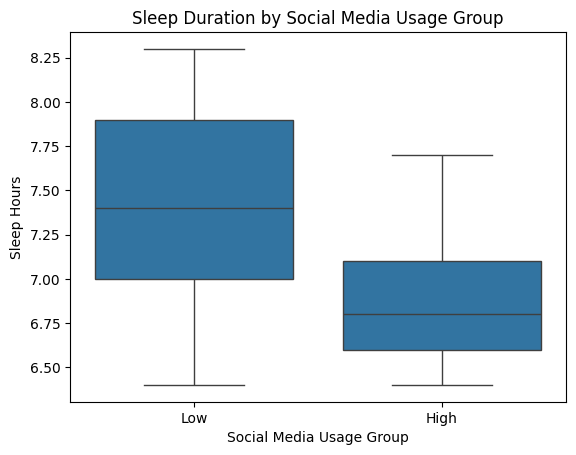 Sleep Duration by Social Media Usage Group
8.25
8.00
7.75
7.50
7.25
7.00
6.75
6.50
Sleep Hours
Low
High
Social Media Usage Group